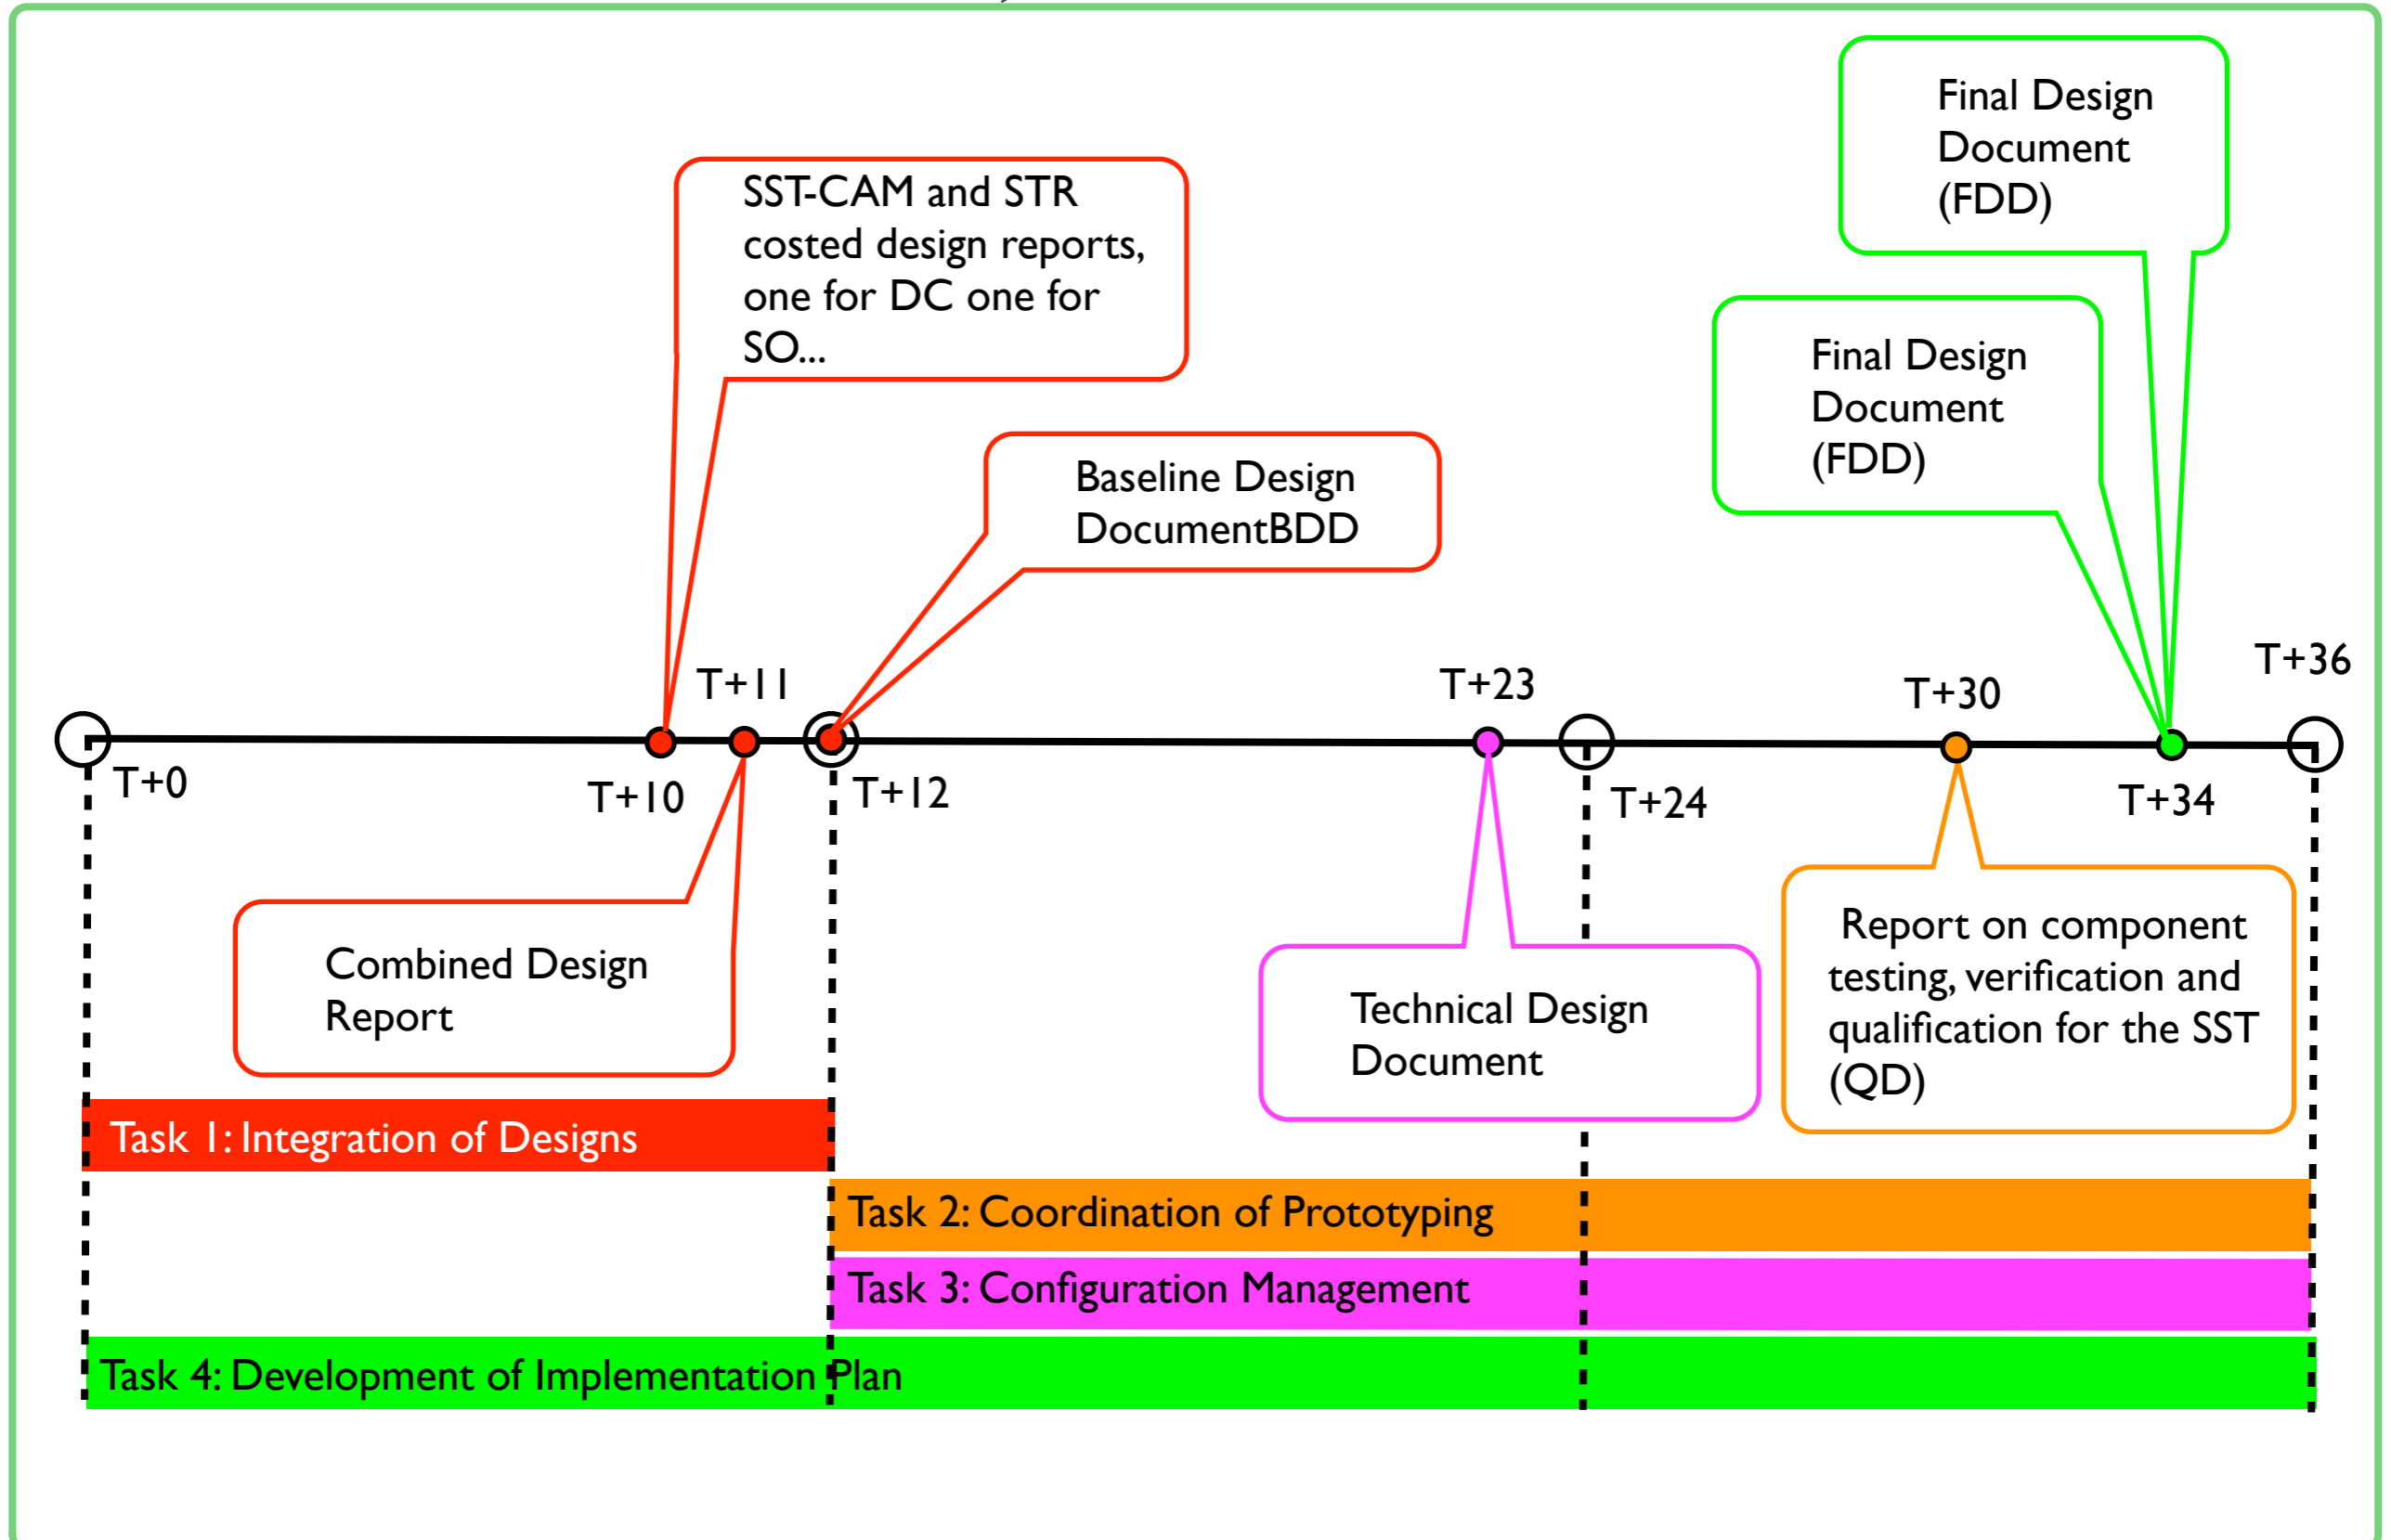 Final Design
Document
(FDD)
SST-CAM and STR
costed design reports,
one for DC one for
SO...
Final Design
Document
(FDD)
Baseline Design
DocumentBDD
T+11
T+23
T+30
T+36
T+0
T+10
T+12
T+24
T+34
Combined Design
Report
Technical Design
Document
Report on component
testing, verification and
qualification for the SST
(QD)
Task 1: Integration of Designs
Task 2: Coordination of Prototyping
Task 3: Configuration Management
Task 4: Development of Implementation Plan